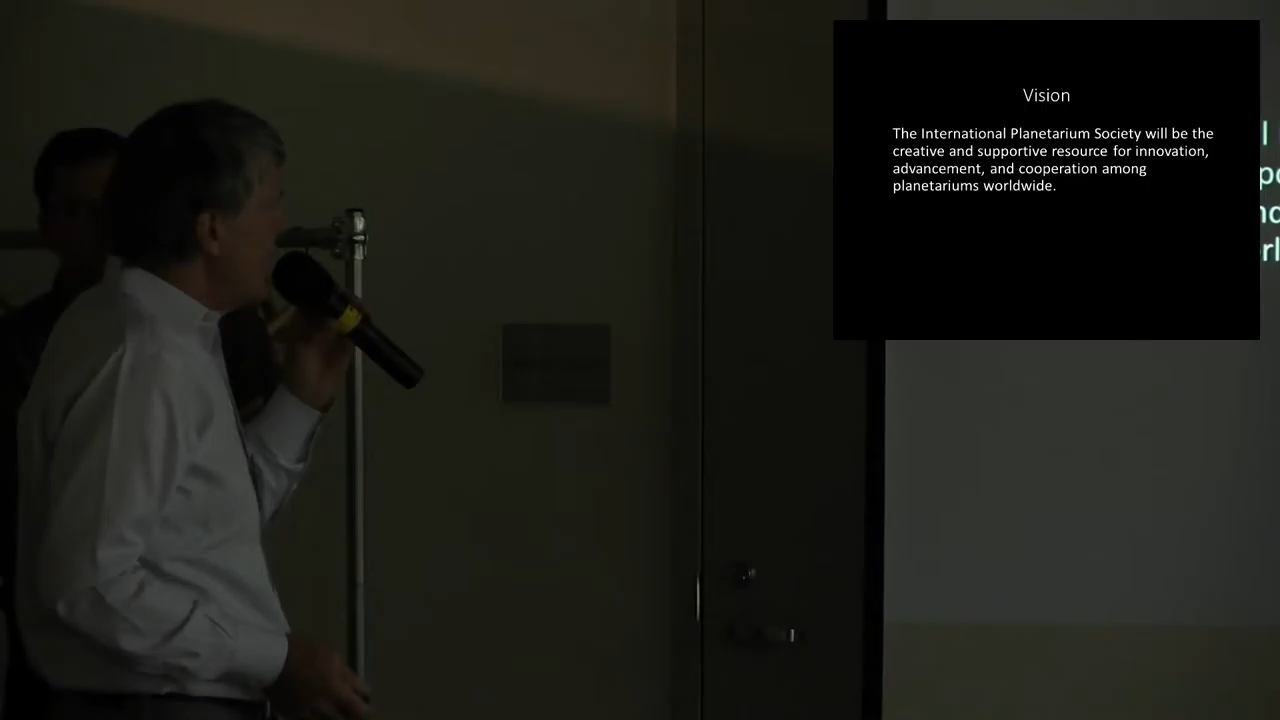 Vision
The International Planetarium Society will be the
creative and supportive resource for innovation,
advancement, and cooperation among
planetariums worldwide.